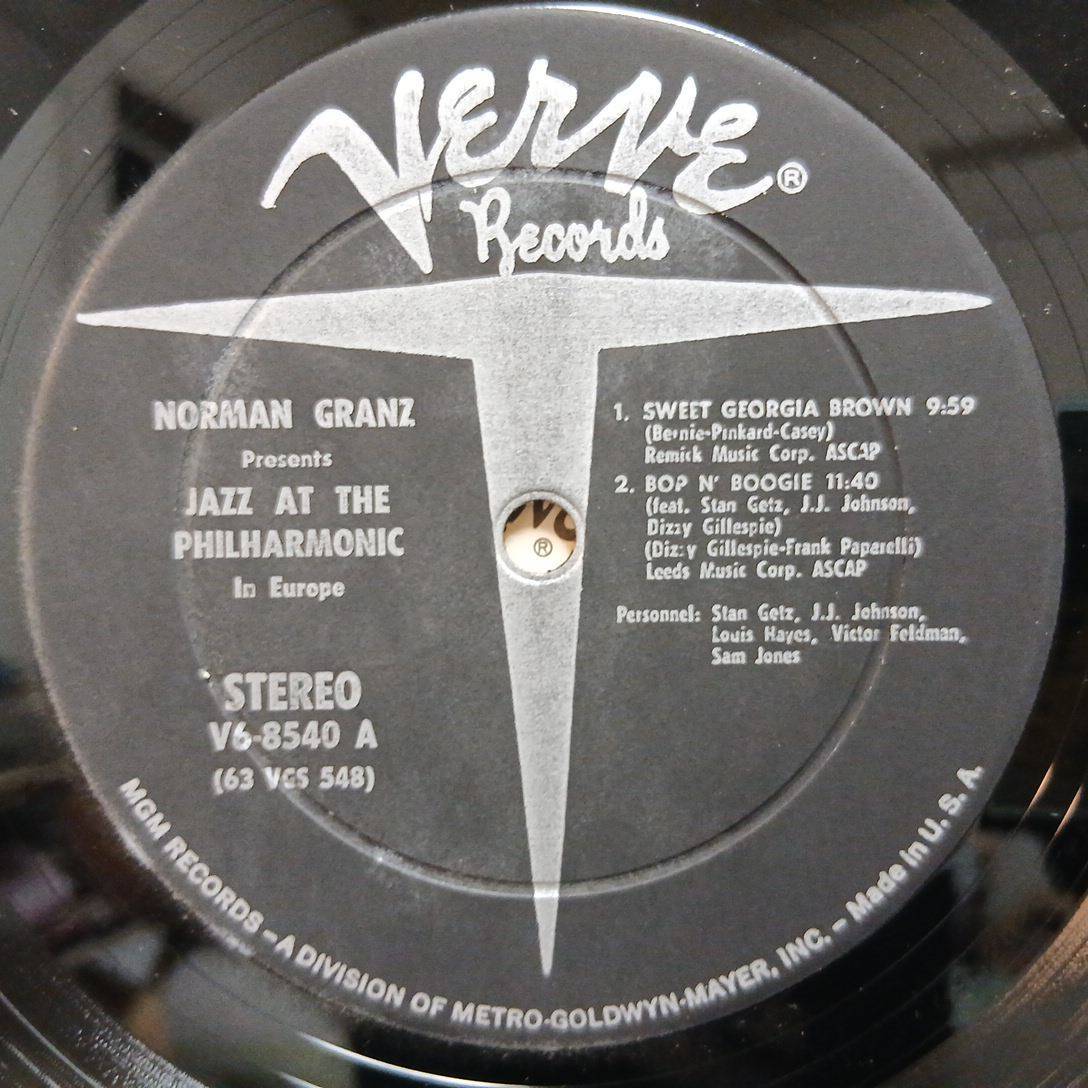 Verve®
Records
NORMAN GRANZ
Presents
JAZZ AT THE
PHILHARMONIC
In Europe
STEREO
V6-8540 A
(63 VGS 548)
1. SWEET GEORGIA BROWN 9:59
(Bernie-Pinkard-Casey)
Remick Music Corp. ASCAP
2. BOP N' BOOGIE 11:40
(feat. Stan Getz, J.J. Johnson,
Dizzy Gillespie)
(Dizzy Gillespie-Frank Paparelli)
Leeds Music Corp. ASCAP
Personnel: Stan Getz, J.J. Johnson,
Louis Hayes, Victor Feldman,
Sam Jones
®
MGM RECORDS – A DIVISION OF METRO-GOLDWYN-MAYER, INC. – Made in U. S. A.